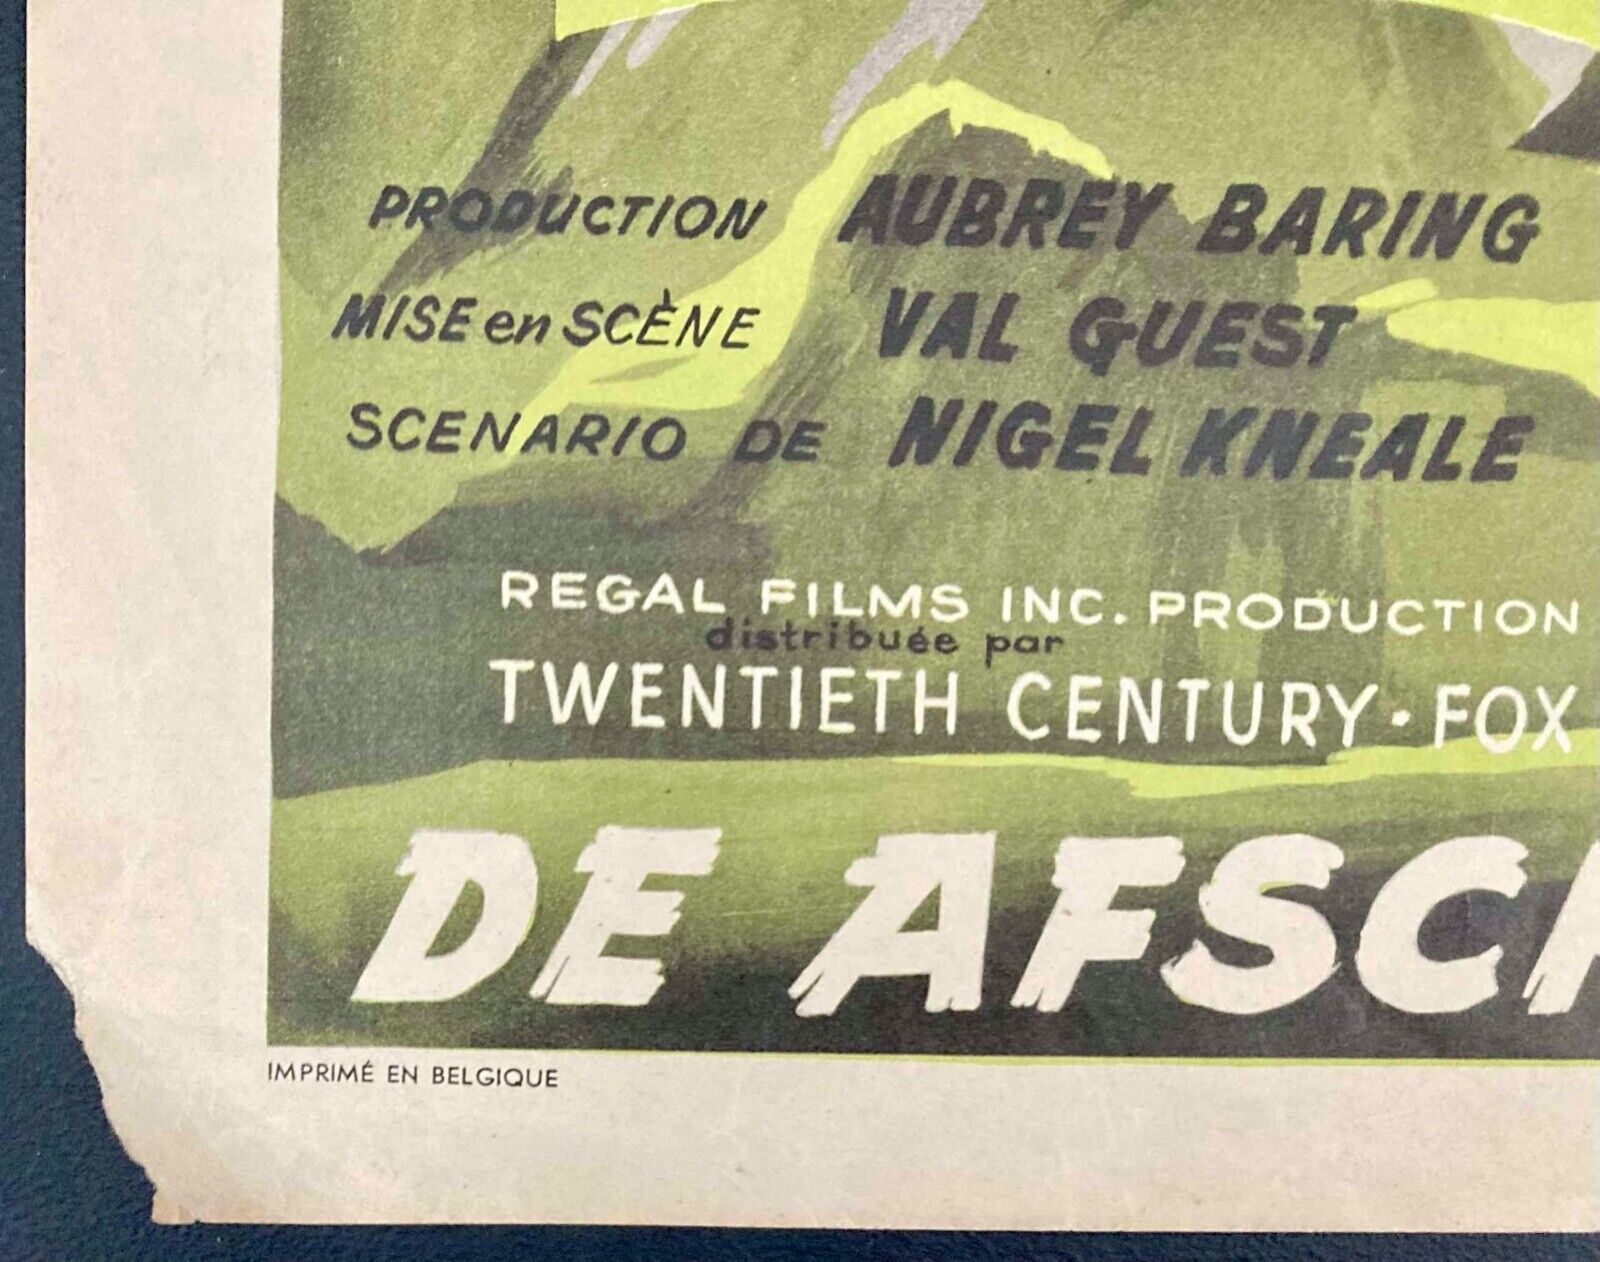 PRODUCTION AUBREY BARING
MISE en SCÈNE VAL GUEST
SCENARIO DE NIGEL KNEALE
REGAL FILMS INC. PRODUCTION
distribuée par
TWENTIETH CENTURY-FOX
DE AFSCH
IMPRIMÉ EN BELGIQUE